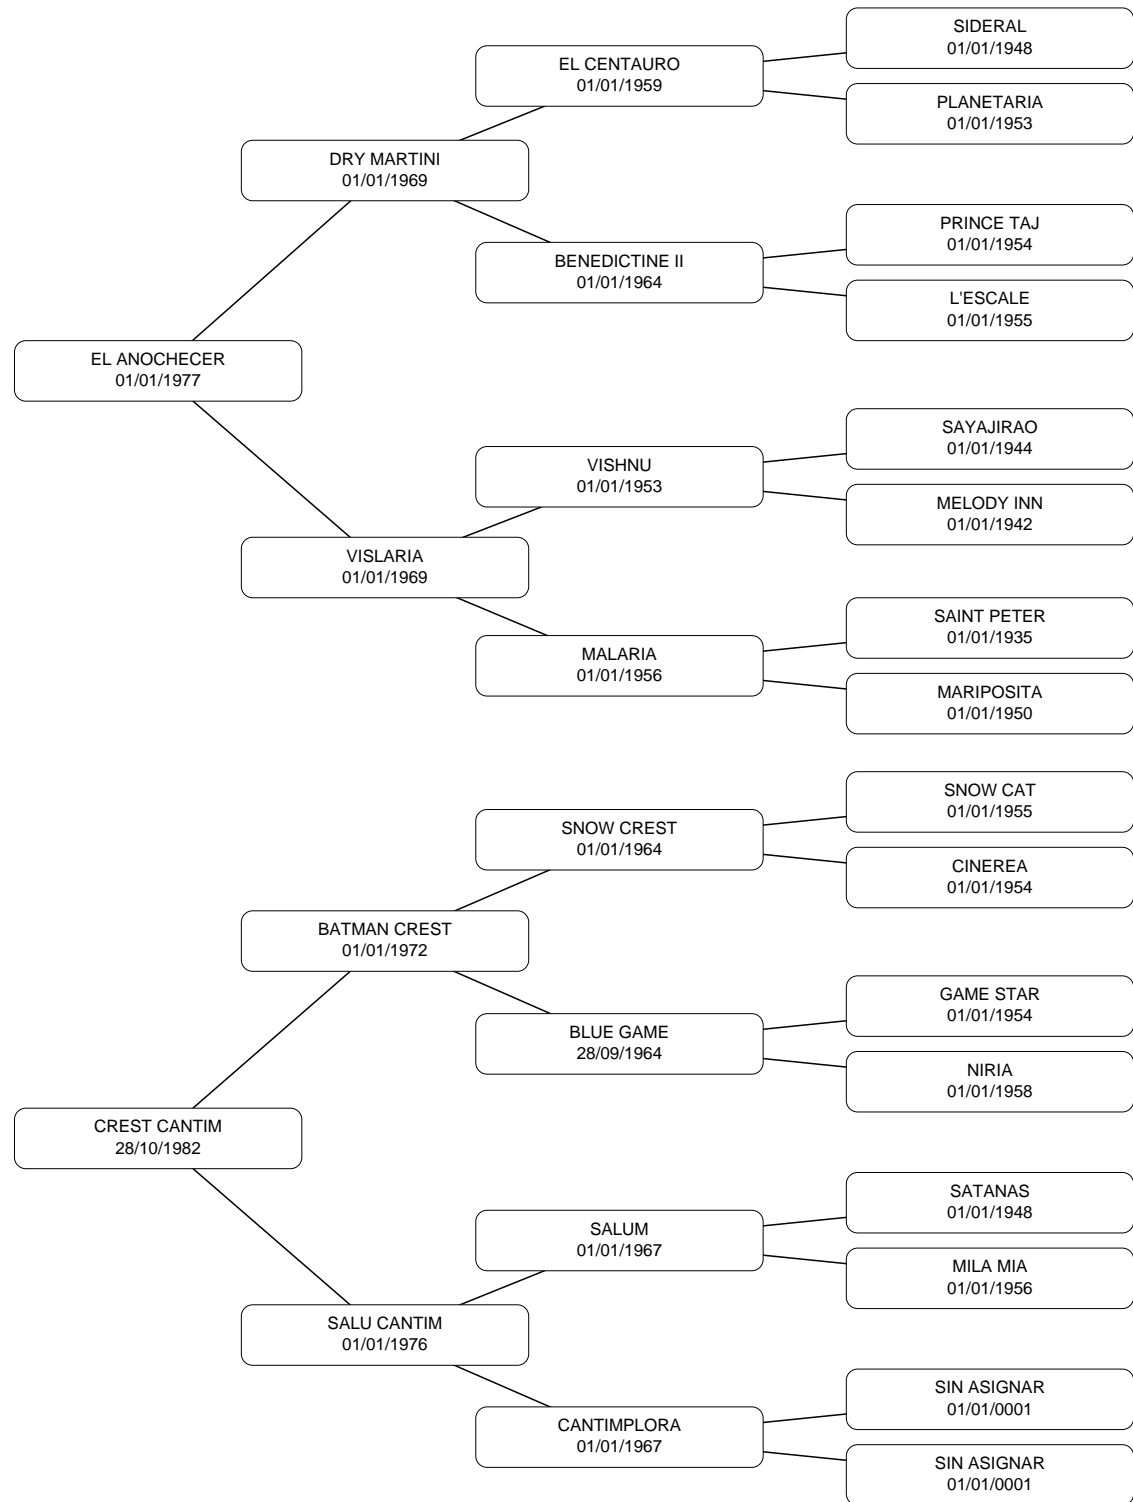 SIDERAL
01/01/1948
EL CENTAURO
01/01/1959
PLANETARIA
01/01/1953
DRY MARTINI
01/01/1969
PRINCE TAJ
01/01/1954
BENEDICTINE II
01/01/1964
L'ESCALE
01/01/1955
EL ANOCHECER
01/01/1977
SAYAJIRAO
01/01/1944
VISHNU
01/01/1953
MELODY INN
01/01/1942
VISLARIA
01/01/1969
SAINT PETER
01/01/1935
MALARIA
01/01/1956
MARIPOSITA
01/01/1950
SNOW CAT
01/01/1955
SNOW CREST
01/01/1964
CINEREA
01/01/1954
BATMAN CREST
01/01/1972
GAME STAR
01/01/1954
BLUE GAME
28/09/1964
NIRIA
01/01/1958
CREST CANTIM
28/10/1982
SATANAS
01/01/1948
SALUM
01/01/1967
MILA MIA
01/01/1956
SALU CANTIM
01/01/1976
SIN ASIGNAR
01/01/0001
CANTIMPLORA
01/01/1967
SIN ASIGNAR
01/01/0001